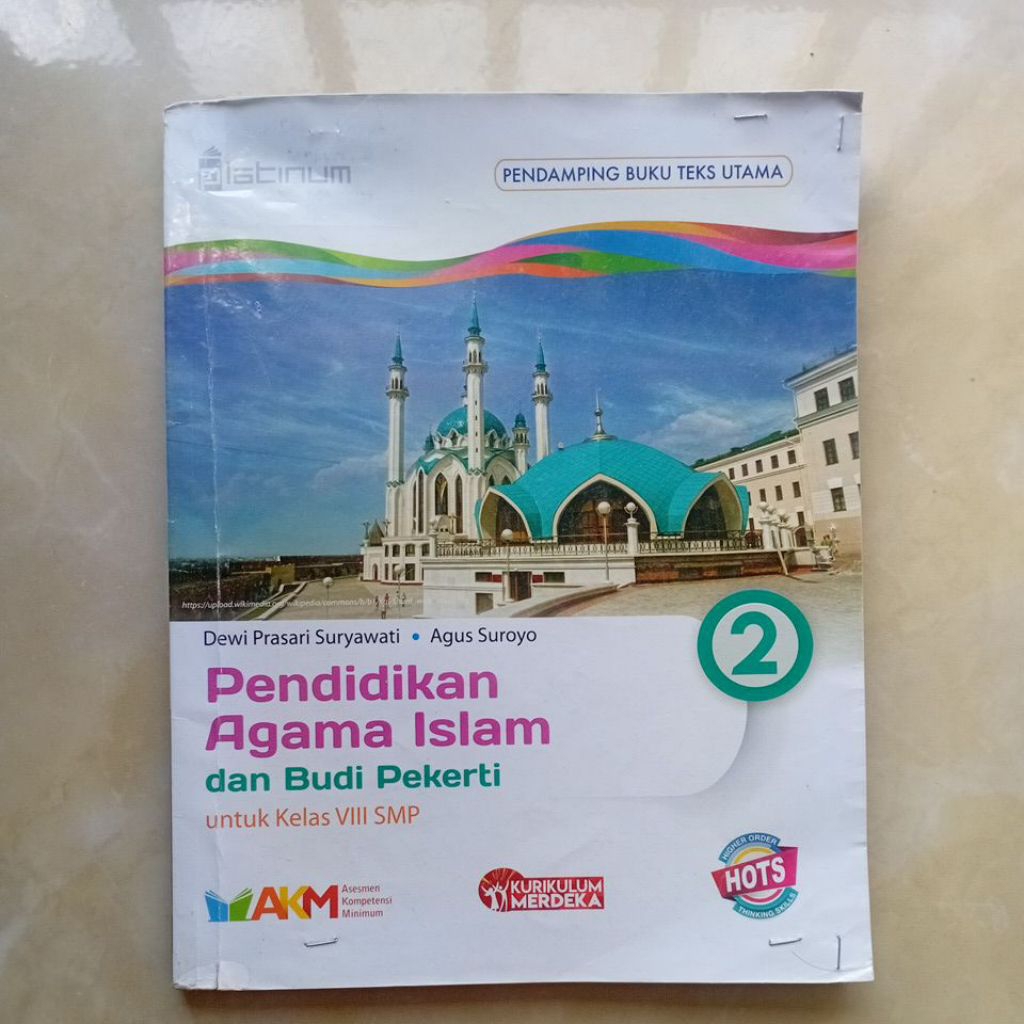 platinum
PENDAMPING BUKU TEKS UTAMA
Dewi Prasari Suryawati • Agus Suroyo
2
Pendidikan
Agama Islam
dan Budi Pekerti
untuk Kelas VIII SMP
AKM
Asesmen
Kompetensi
Minimum
KURIKULUM
MERDEKA
HIGHER ORDER
HOTS
THINKING SKILLS